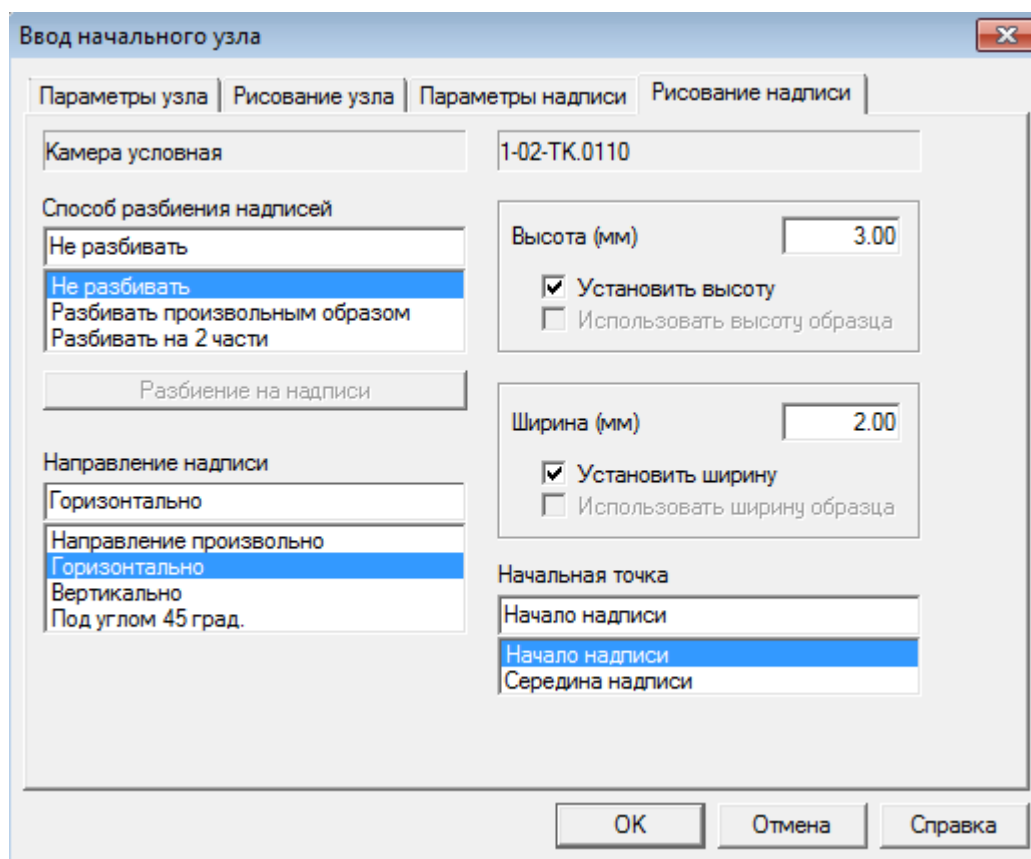 Ввод начального узла
Параметры узла Рисование узла Параметры надписи Рисование надписи
Камера условная
1-02-ТК.0110
Способ разбиения надписей
Не разбивать
Не разбивать
Разбивать произвольным образом
Разбивать на 2 части
Разбиение на надписи
Направление надписи
Горизонтально
Направление произвольно
Горизонтально
Вертикально
Под углом 45 град.
Высота (мм) 3.00
Установить высоту
Использовать высоту образца
Ширина (мм) 2.00
Установить ширину
Использовать ширину образца
Начальная точка
Начало надписи
Начало надписи
Середина надписи
OK Отмена Справка